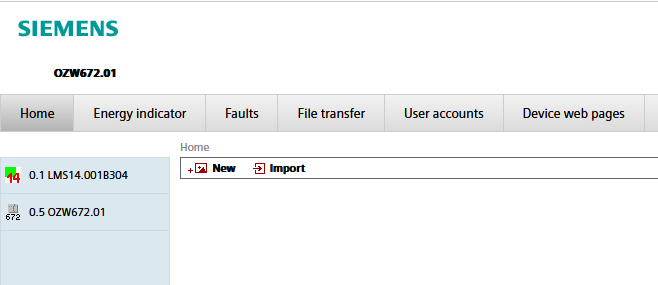 SIEMENS
OZW672.01
Home Energy indicator Faults File transfer User accounts Device web pages
Home
14 0.1 LMS14.001B304
New Import
672 0.5 OZW672.01